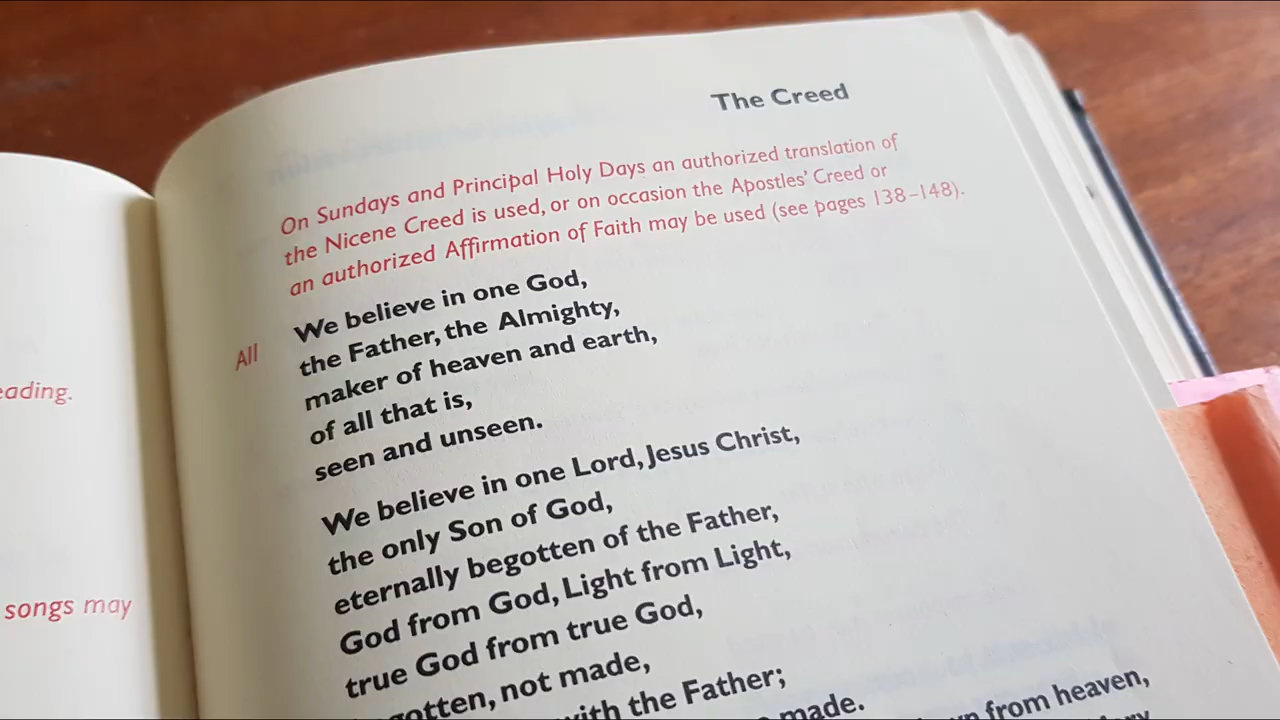 eading.
songs may
The Creed
On Sundays and Principal Holy Days an authorized translation of
the Nicene Creed is used, or on occasion the Apostles' Creed or
an authorized Affirmation of Faith may be used (see pages 138–148).
All We believe in one God,
the Father, the Almighty,
maker of heaven and earth,
of all that is,
seen and unseen.
We believe in one Lord, Jesus Christ,
the only Son of God,
eternally begotten of the Father,
God from God, Light from Light,
true God from true God,
gotten, not made,
with the Father;
made.
from heaven,